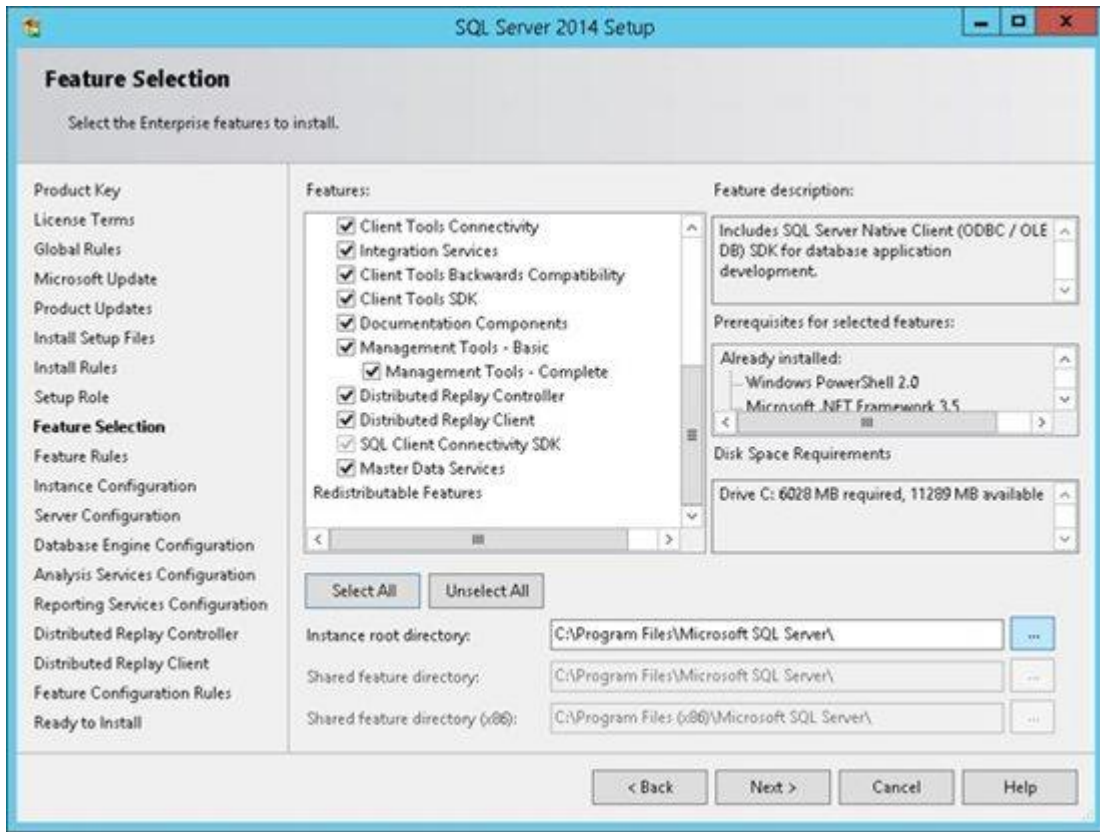 SQL Server 2014 Setup
Feature Selection
Select the Enterprise features to install.
Product Key
License Terms
Global Rules
Microsoft Update
Product Updates
Install Setup Files
Install Rules
Setup Role
Feature Selection
Feature Rules
Instance Configuration
Server Configuration
Database Engine Configuration
Analysis Services Configuration
Reporting Services Configuration
Distributed Replay Controller
Distributed Replay Client
Feature Configuration Rules
Ready to Install
Features:
Client Tools Connectivity
Integration Services
Client Tools Backwards Compatibility
Client Tools SDK
Documentation Components
Management Tools - Basic
Management Tools - Complete
Distributed Replay Controller
Distributed Replay Client
SQL Client Connectivity SDK
Master Data Services
Redistributable Features
Feature description:
Includes SQL Server Native Client (ODBC / OLE
DB) SDK for database application
development.
Prerequisites for selected features:
Already installed:
Windows PowerShell 2.0
Microsoft .NET Framework 3.5
Disk Space Requirements
Drive C: 6028 MB required, 11289 MB available
Select All
Unselect All
Instance root directory:
C:\Program Files\Microsoft SQL Server\
...
Shared feature directory:
C:\Program Files\Microsoft SQL Server\
...
Shared feature directory (x86):
C:\Program Files (x86)\Microsoft SQL Server\
...
< Back
Next >
Cancel
Help